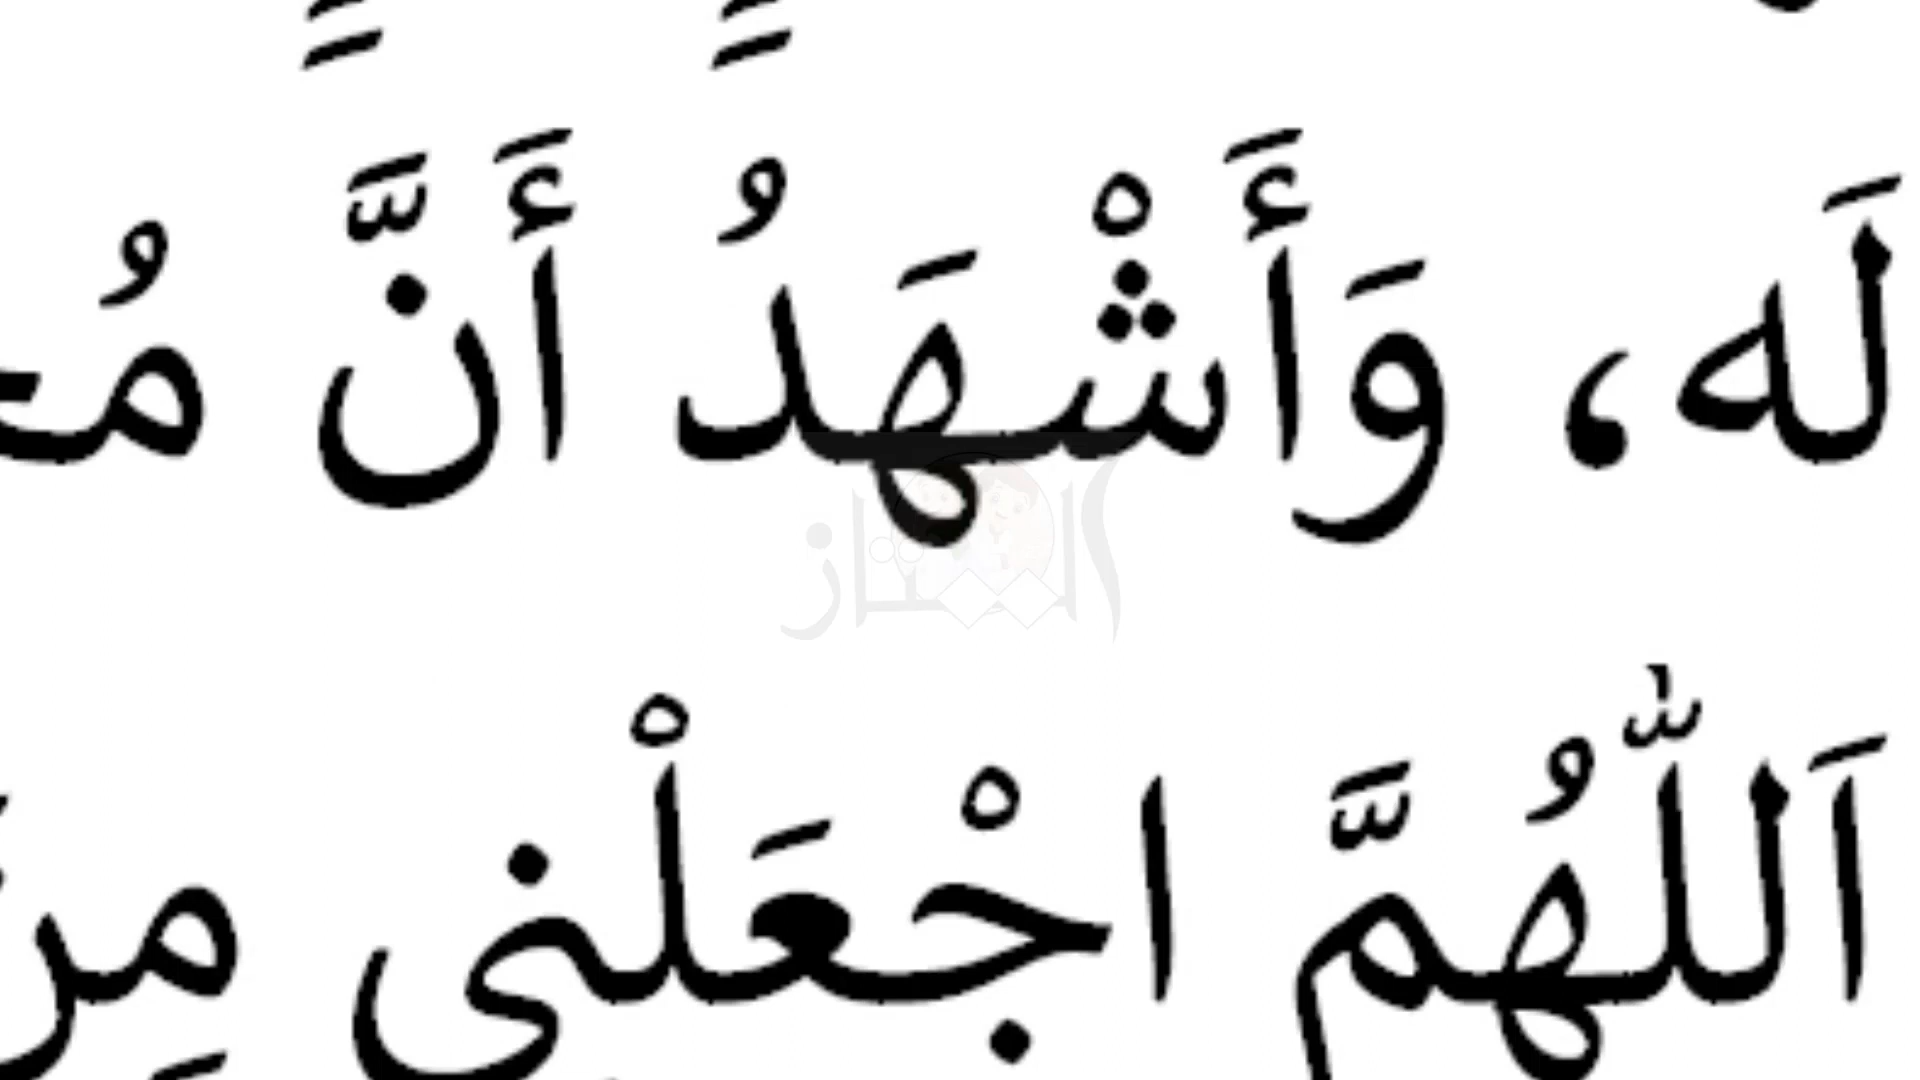 لَه، وَأَشْهَدُ أَنَّ
اَللّٰهُمَّ اجْعَلْنِي